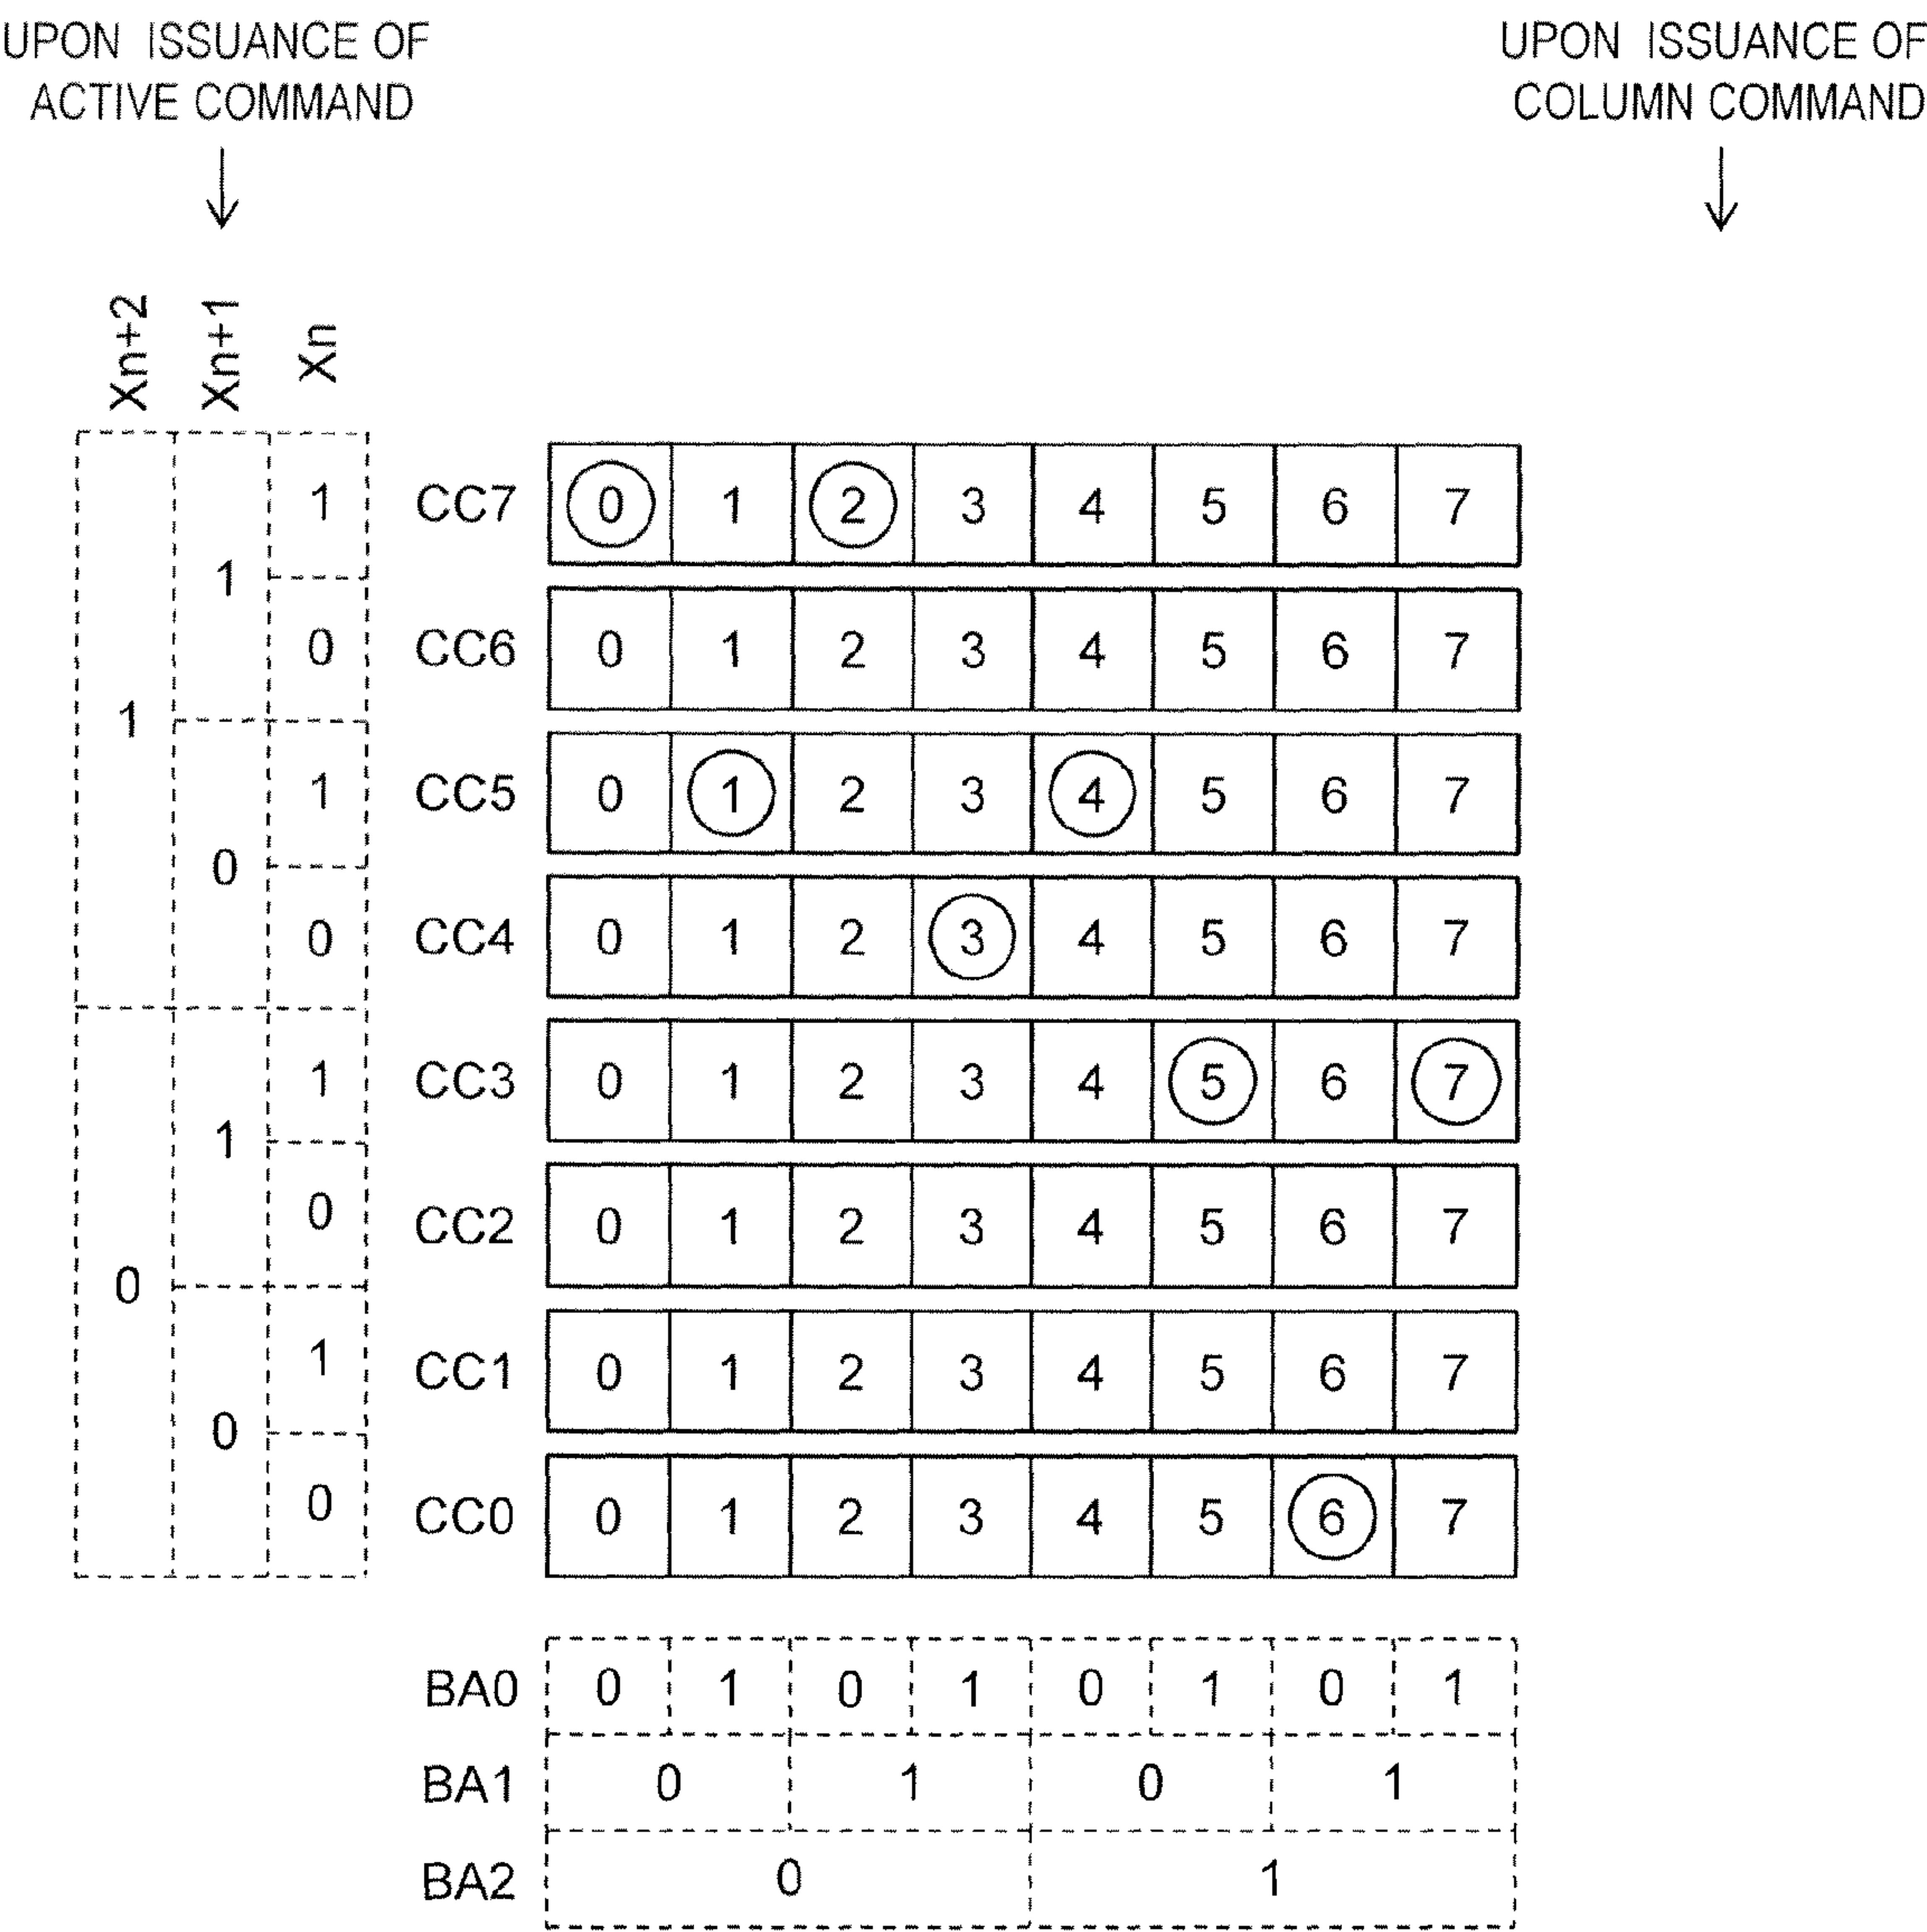 UPON ISSUANCE OF
ACTIVE COMMAND
UPON ISSUANCE OF
COLUMN COMMAND
Xn+2
Xn+1
Xn
1
1
1
0
0
1
0
0
1
1
0
0
1
0
CC7 0 1 2 3 4 5 6 7
CC6 0 1 2 3 4 5 6 7
CC5 0 1 2 3 4 5 6 7
CC4 0 1 2 3 4 5 6 7
CC3 0 1 2 3 4 5 6 7
CC2 0 1 2 3 4 5 6 7
CC1 0 1 2 3 4 5 6 7
CC0 0 1 2 3 4 5 6 7
BA0 0 1 0 1 0 1 0 1
BA1 0 1 0 1
BA2 0 1